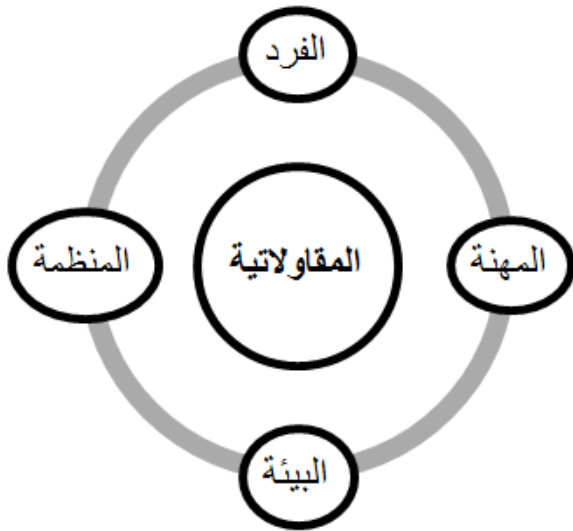 الفرد
المهنة
المقاولاتية
المنظمة
البيئة